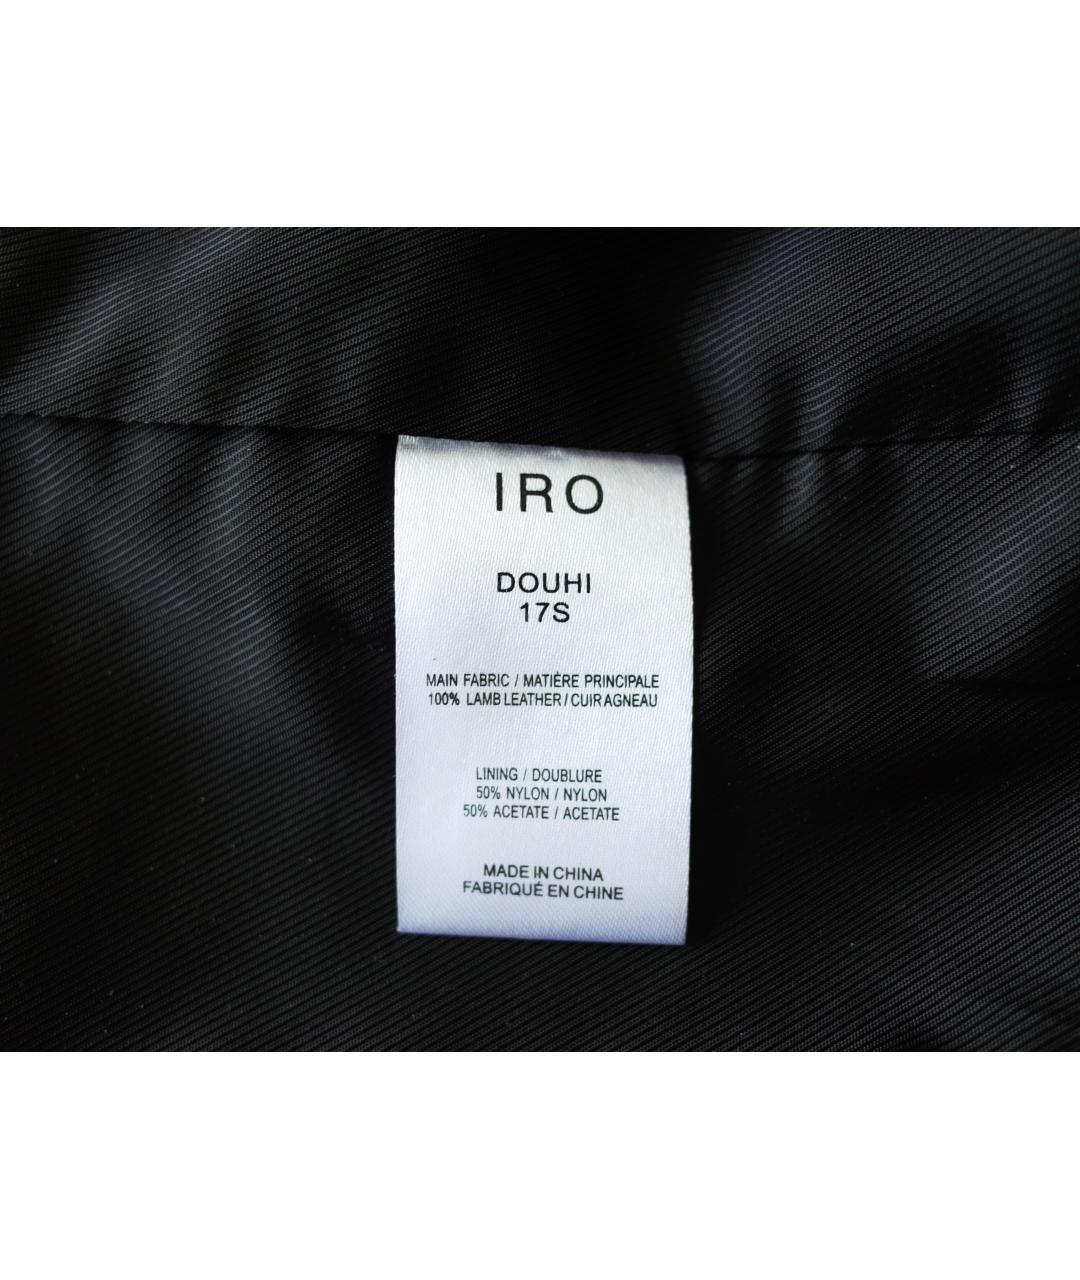 IRO
DOUHI
17S
MAIN FABRIC / MATIÈRE PRINCIPALE
100% LAMB LEATHER / CUIR AGNEAU
LINING / DOUBLURE
50% NYLON / NYLON
50% ACETATE / ACETATE
MADE IN CHINA
FABRIQUÉ EN CHINE